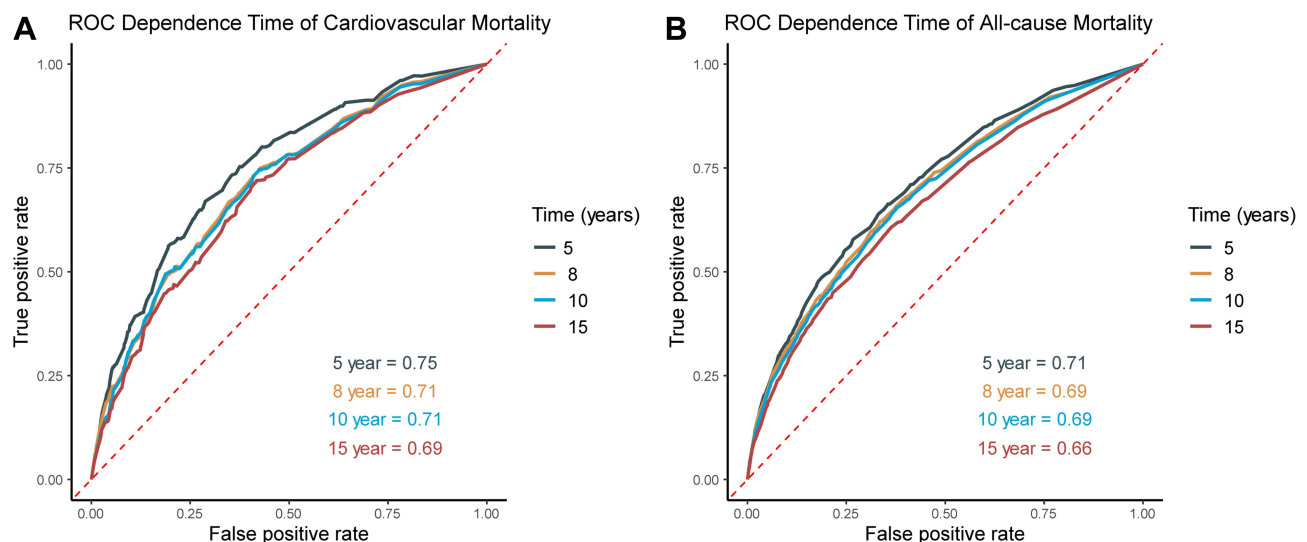 A ROC Dependence Time of Cardiovascular Mortality
1.00
0.75
0.50
0.25
0.00
True positive rate
0.00 0.25 0.50 0.75 1.00
False positive rate
5 year = 0.75
8 year = 0.71
10 year = 0.71
15 year = 0.69
Time (years)
5
8
10
15
B ROC Dependence Time of All-cause Mortality
1.00
0.75
0.50
0.25
0.00
True positive rate
0.00 0.25 0.50 0.75 1.00
False positive rate
5 year = 0.71
8 year = 0.69
10 year = 0.69
15 year = 0.66
Time (years)
5
8
10
15